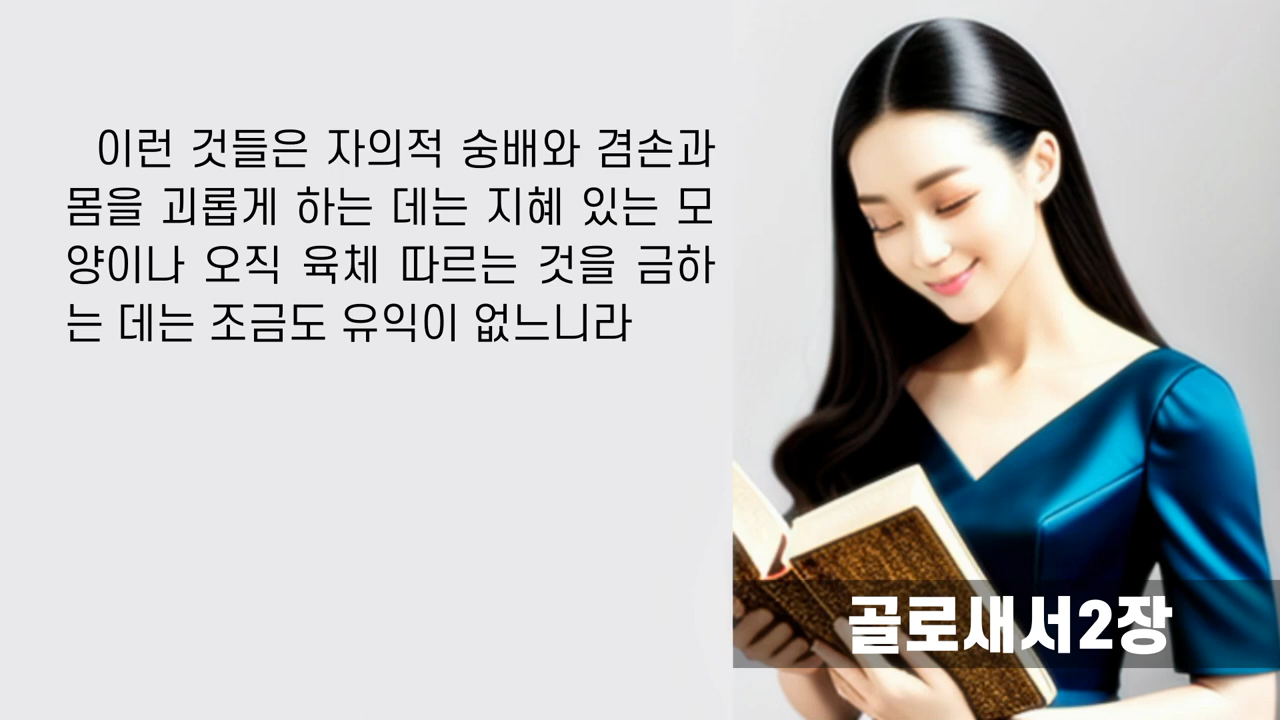 이런 것들은 자의적 숭배와 겸손과
몸을 괴롭게 하는 데는 지혜 있는 모
양이나 오직 육체 따르는 것을 금하
는 데는 조금도 유익이 없느니라
골로새서2장